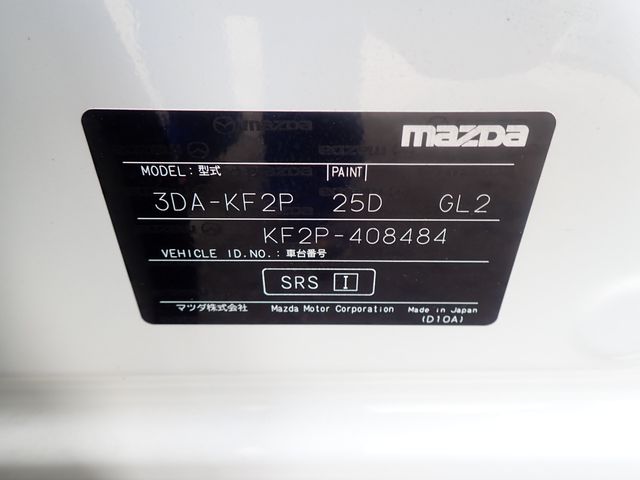 mazda
MODEL: 型式 PAINT
3DA-KF2P 25D GL2
KF2P-408484
VEHICLE ID.NO.: 車台番号
SRS I
マツダ株式会社 Mazda Motor Corporation Made in Japan
(D10A)